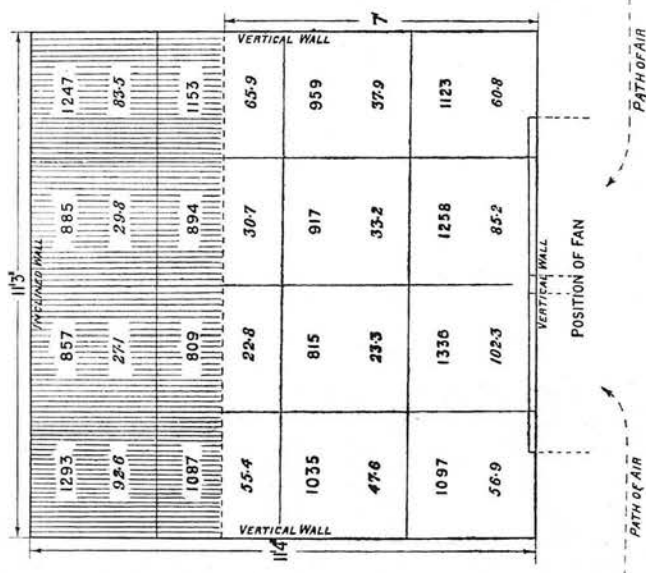 11'3"
INCLINED WALL
1293 857 885 1247
92·6 27·1 29·8 83·5
1087 809 894 1153
55·4 22·8 30·7 65·9
1035 815 917 959
47·6 23·3 33·2 37·9
1097 1336 1258 1123
56·9 102·3 85·2 60·8
11'4"
VERTICAL WALL
VERTICAL WALL
7'
VERTICAL WALL
POSITION OF FAN
PATH OF AIR
PATH OF AIR